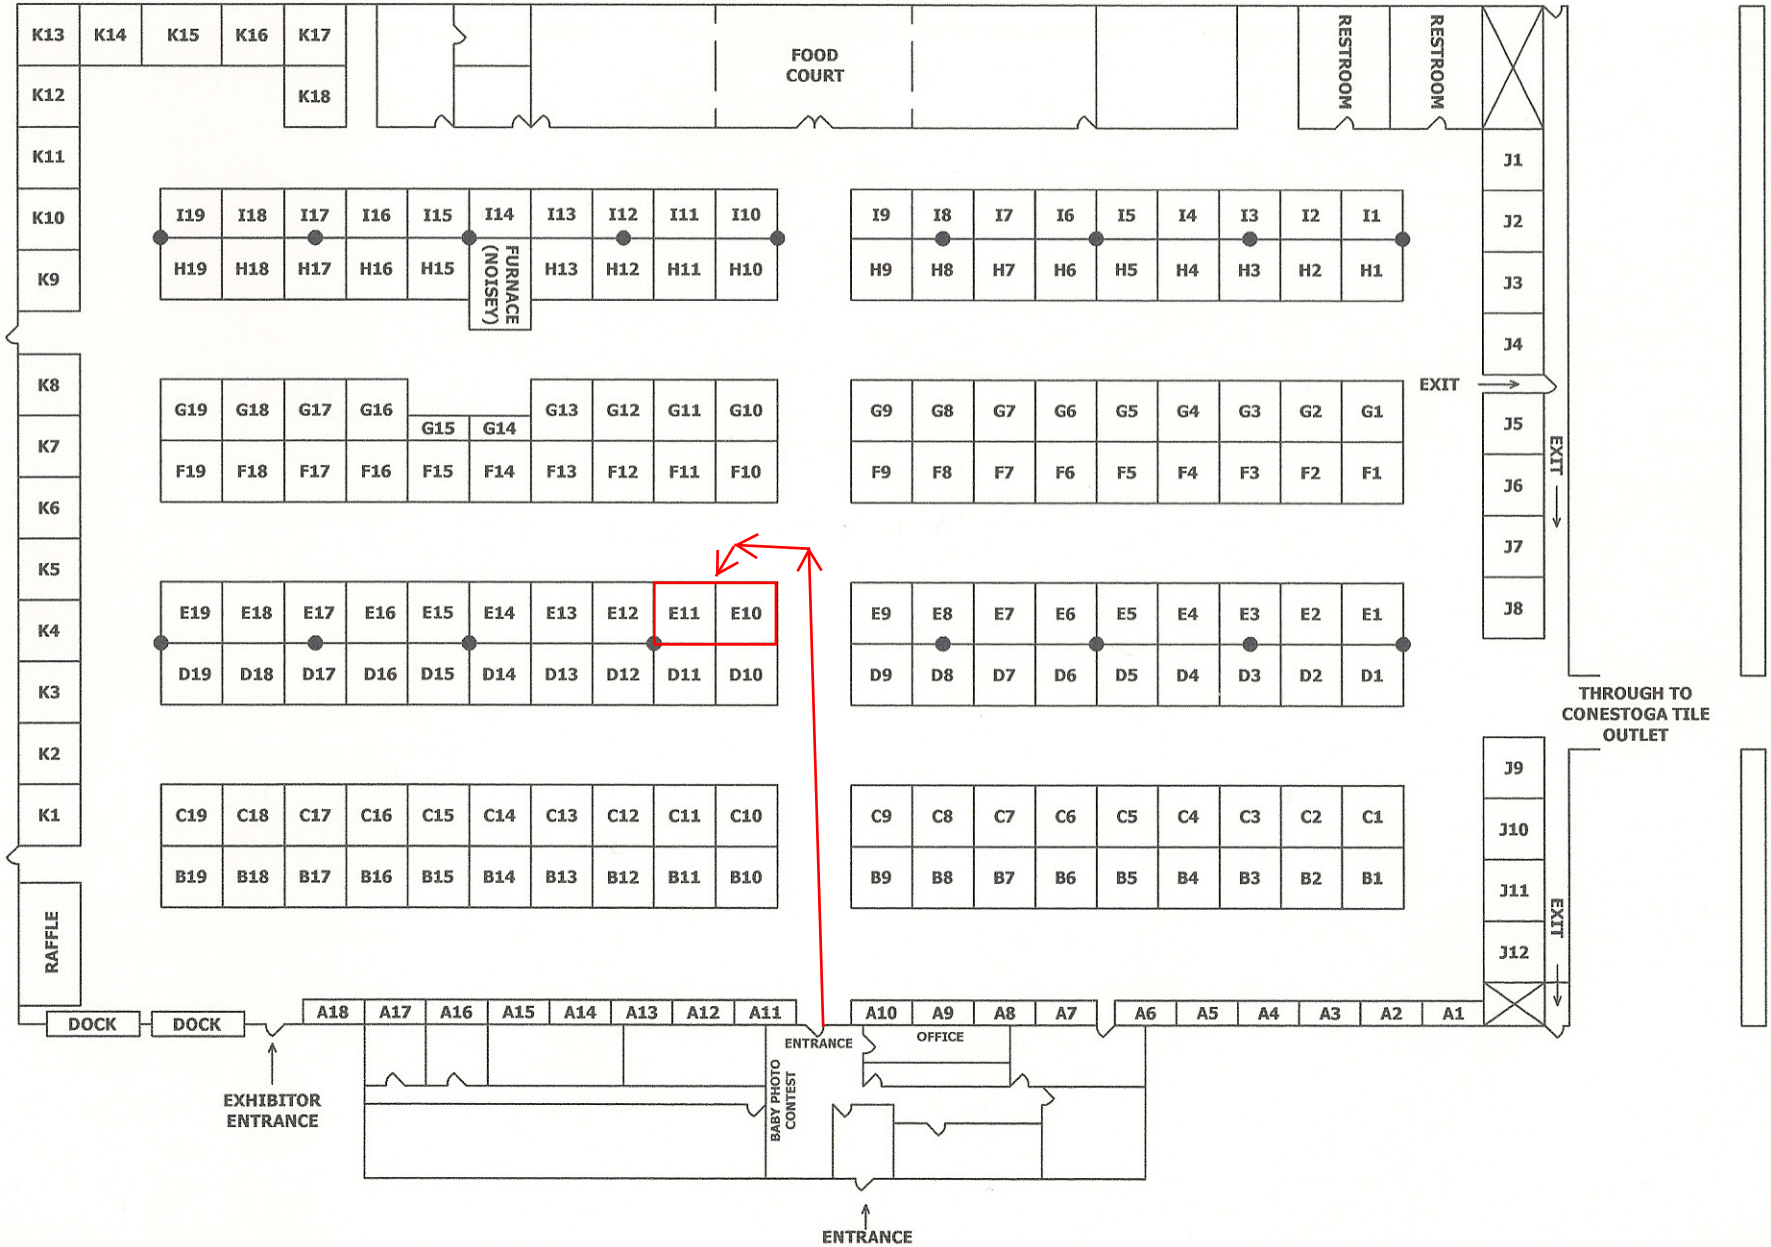 K13 K14 K15 K16 K17
FOOD
COURT
RESTROOM
RESTROOM
K12
K18
K11
J1
K10
I19 I18 I17 I16 I15 I14 I13 I12 I11 I10
I9 I8 I7 I6 I5 I4 I3 I2 I1
J2
K9
H19 H18 H17 H16 H15
FURNACE
(NOISEY)
H13 H12 H11 H10
H9 H8 H7 H6 H5 H4 H3 H2 H1
J3
J4
K8
EXIT
G19 G18 G17 G16
G15 G14
G13 G12 G11 G10
G9 G8 G7 G6 G5 G4 G3 G2 G1
J5
K7
EXIT
F19 F18 F17 F16 F15 F14 F13 F12 F11 F10
F9 F8 F7 F6 F5 F4 F3 F2 F1
J6
K6
J7
K5
E19 E18 E17 E16 E15 E14 E13 E12 E11 E10
E9 E8 E7 E6 E5 E4 E3 E2 E1
J8
K4
D19 D18 D17 D16 D15 D14 D13 D12 D11 D10
D9 D8 D7 D6 D5 D4 D3 D2 D1
K3
THROUGH TO
CONESTOGA TILE
OUTLET
K2
J9
K1
C19 C18 C17 C16 C15 C14 C13 C12 C11 C10
C9 C8 C7 C6 C5 C4 C3 C2 C1
J10
B19 B18 B17 B16 B15 B14 B13 B12 B11 B10
B9 B8 B7 B6 B5 B4 B3 B2 B1
J11
RAFFLE
EXIT
J12
DOCK
DOCK
A18 A17 A16 A15 A14 A13 A12 A11
A10 A9 A8 A7
A6 A5 A4 A3 A2 A1
ENTRANCE
OFFICE
BABY PHOTO
CONTEST
EXHIBITOR
ENTRANCE
ENTRANCE